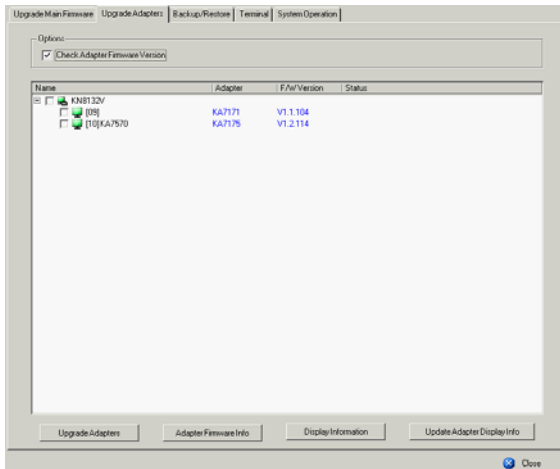 Upgrade Main Firmware Upgrade Adapters Backup/Restore Terminal System Operation
Options
Check Adapter Firmware Version
Name Adapter F/W Version Status
KN8132V
[09] KA7171 V1.1.104
[10]KA7570 KA7175 V1.2.114
Upgrade Adapters Adapter Firmware Info Display Information Update Adapter Display Info
Close